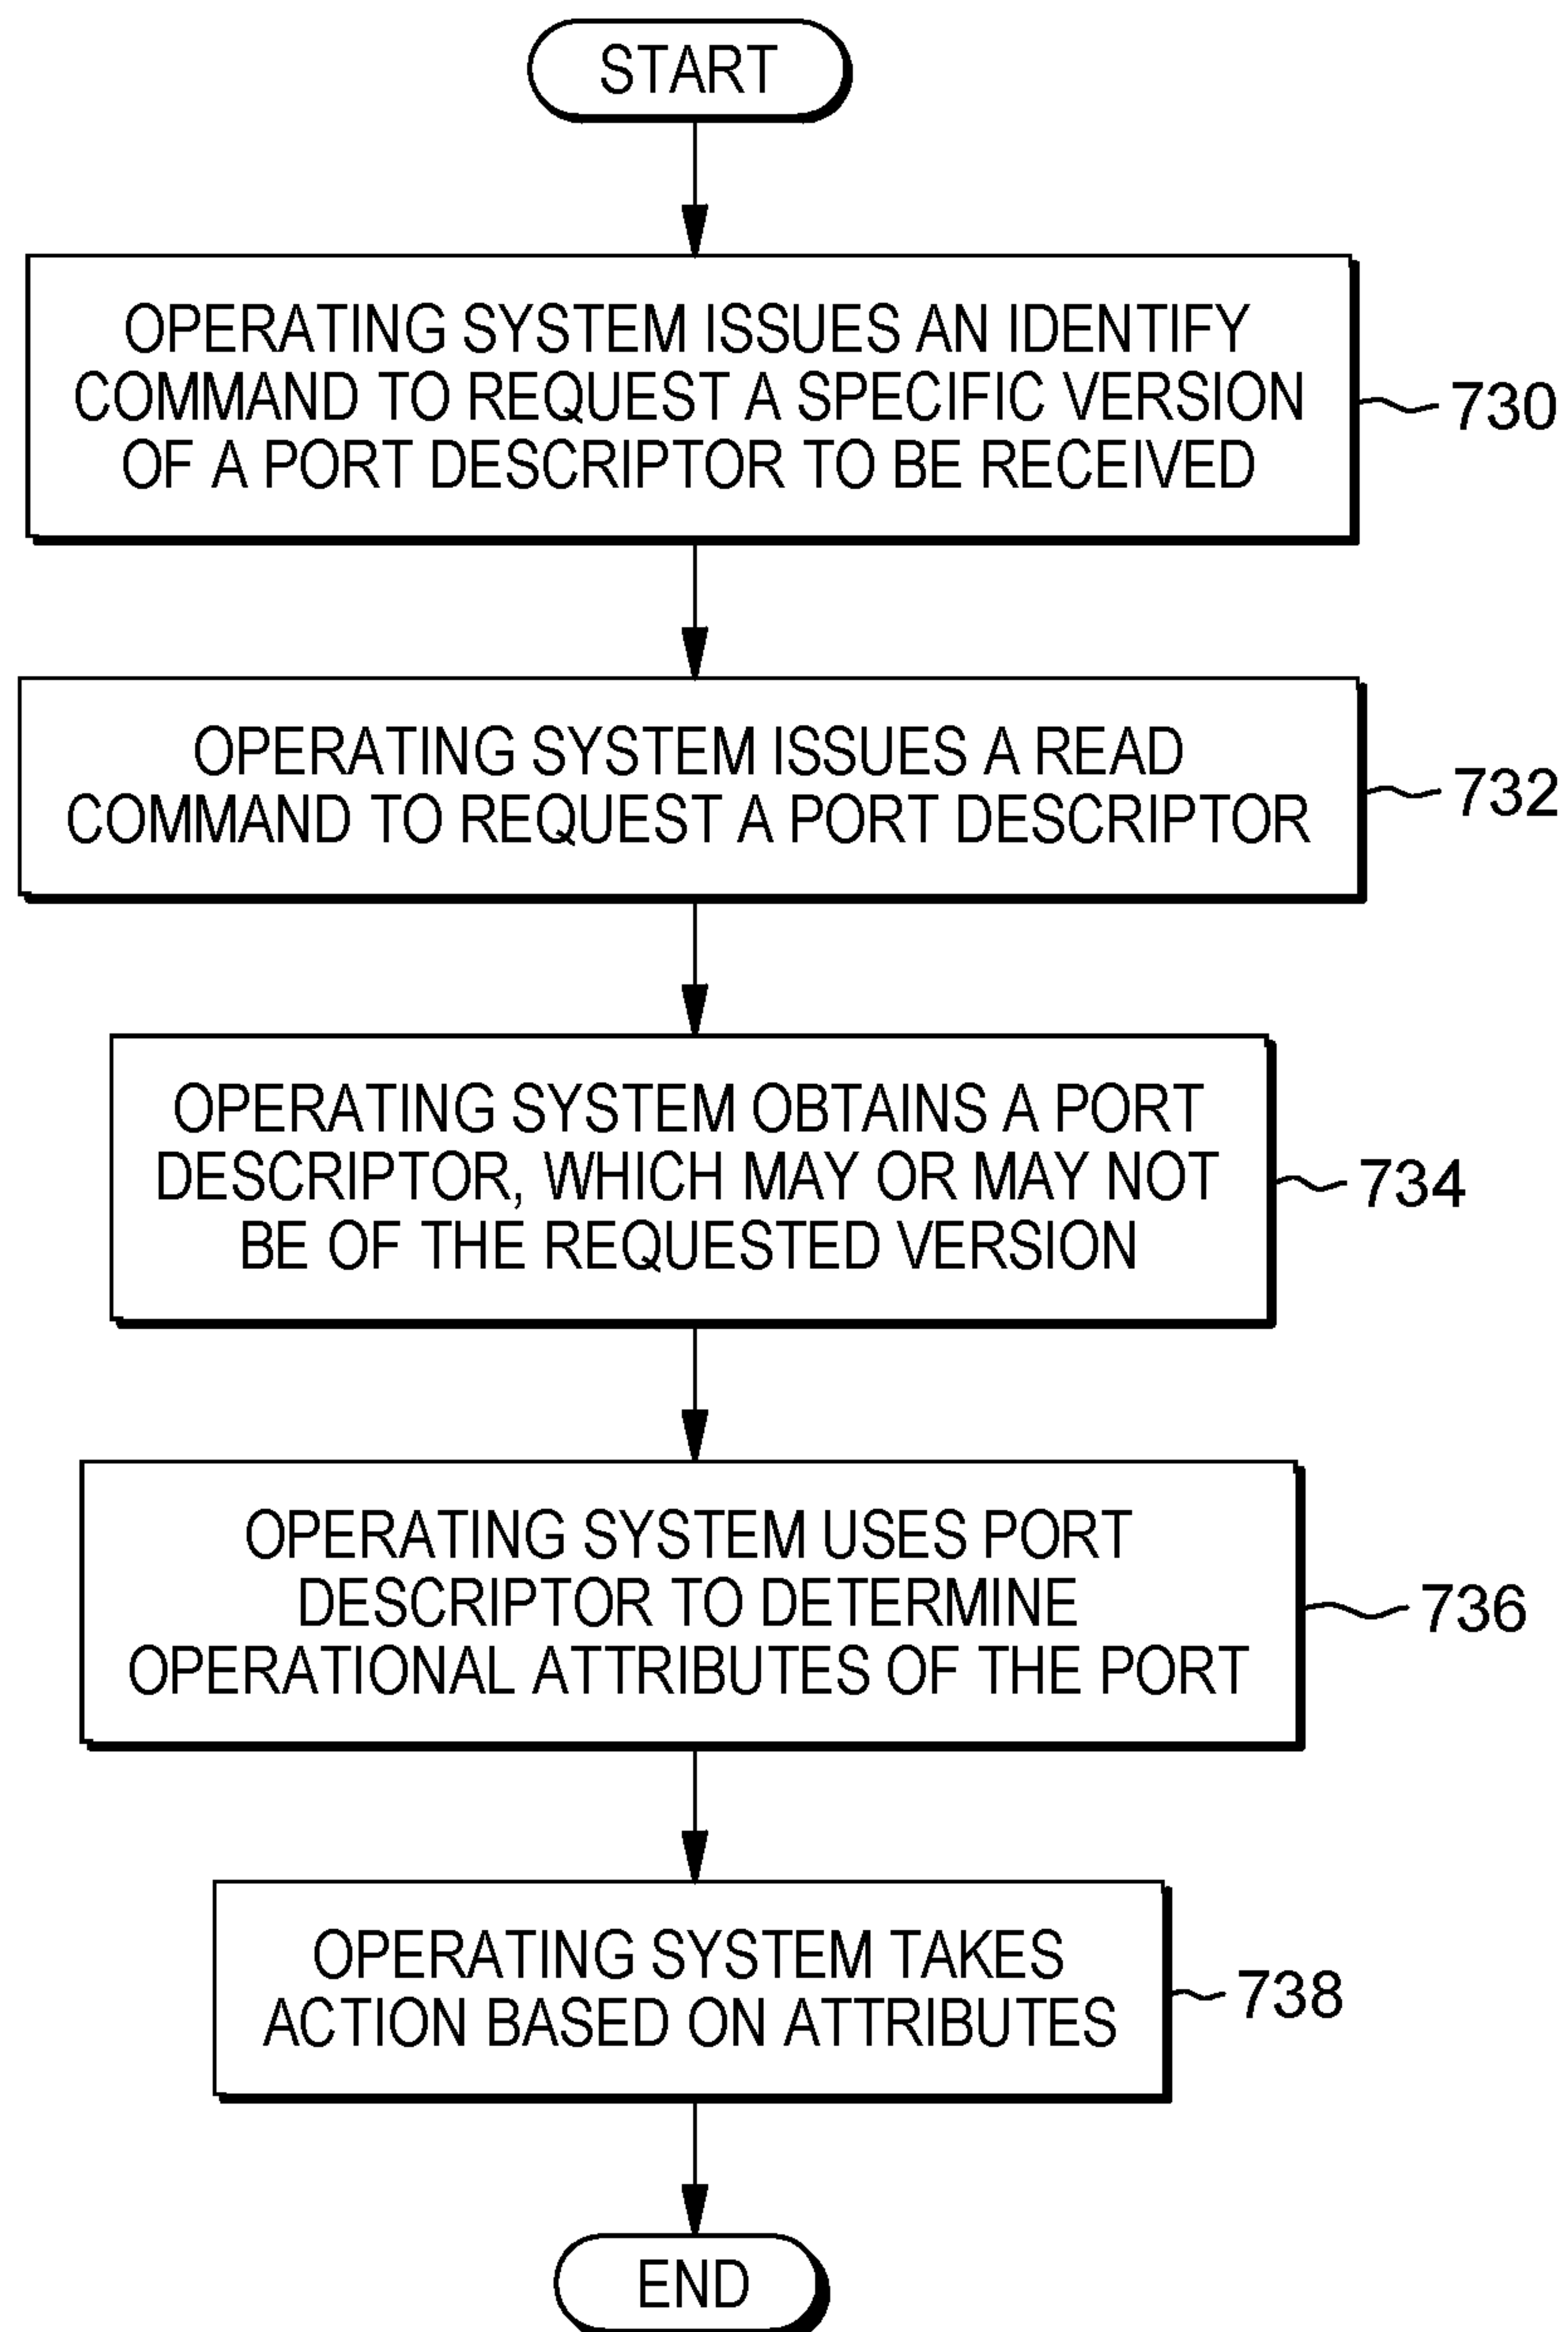 START
OPERATING SYSTEM ISSUES AN IDENTIFY
COMMAND TO REQUEST A SPECIFIC VERSION
OF A PORT DESCRIPTOR TO BE RECEIVED
730
OPERATING SYSTEM ISSUES A READ
COMMAND TO REQUEST A PORT DESCRIPTOR
732
OPERATING SYSTEM OBTAINS A PORT
DESCRIPTOR, WHICH MAY OR MAY NOT
BE OF THE REQUESTED VERSION
734
OPERATING SYSTEM USES PORT
DESCRIPTOR TO DETERMINE
OPERATIONAL ATTRIBUTES OF THE PORT
736
OPERATING SYSTEM TAKES
ACTION BASED ON ATTRIBUTES
738
END